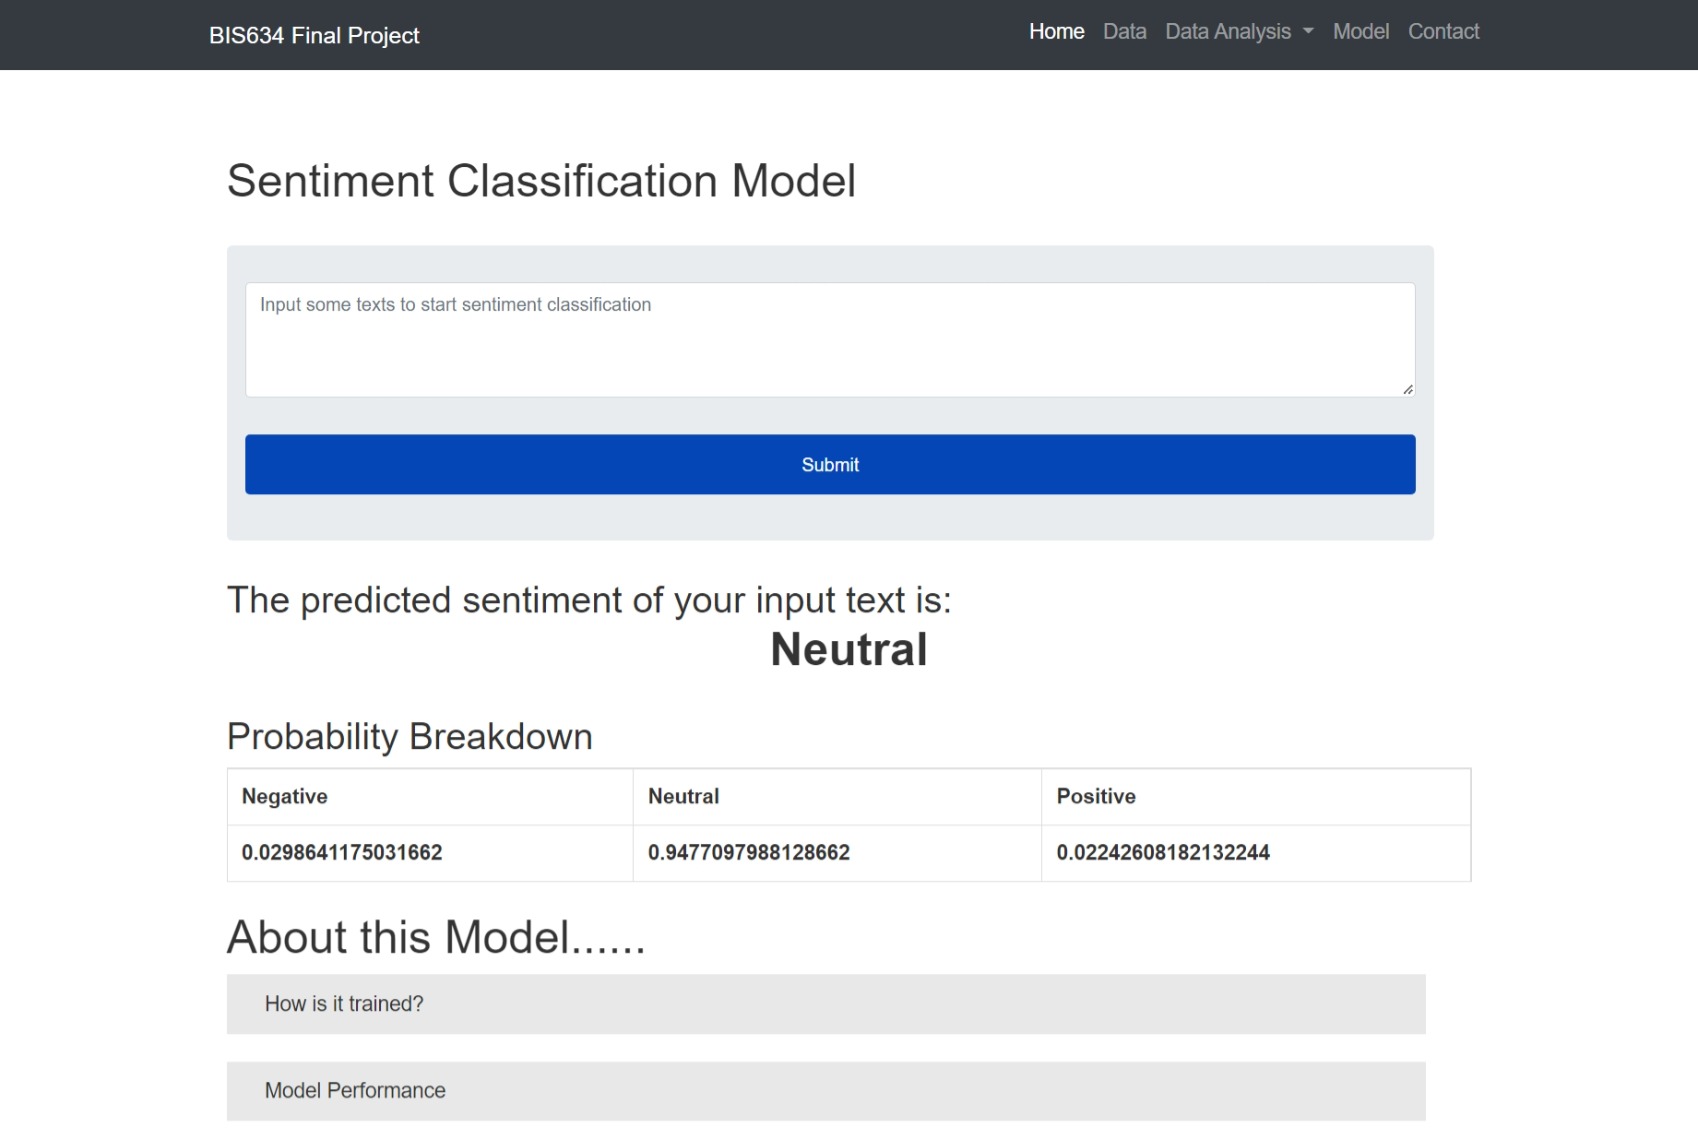 BIS634 Final Project
Home Data Data Analysis Model Contact
Sentiment Classification Model
Input some texts to start sentiment classification
Submit
The predicted sentiment of your input text is:
Neutral
Probability Breakdown
Negative Neutral Positive
0.0298641175031662 0.9477097988128662 0.02242608182132244
About this Model......
How is it trained?
Model Performance